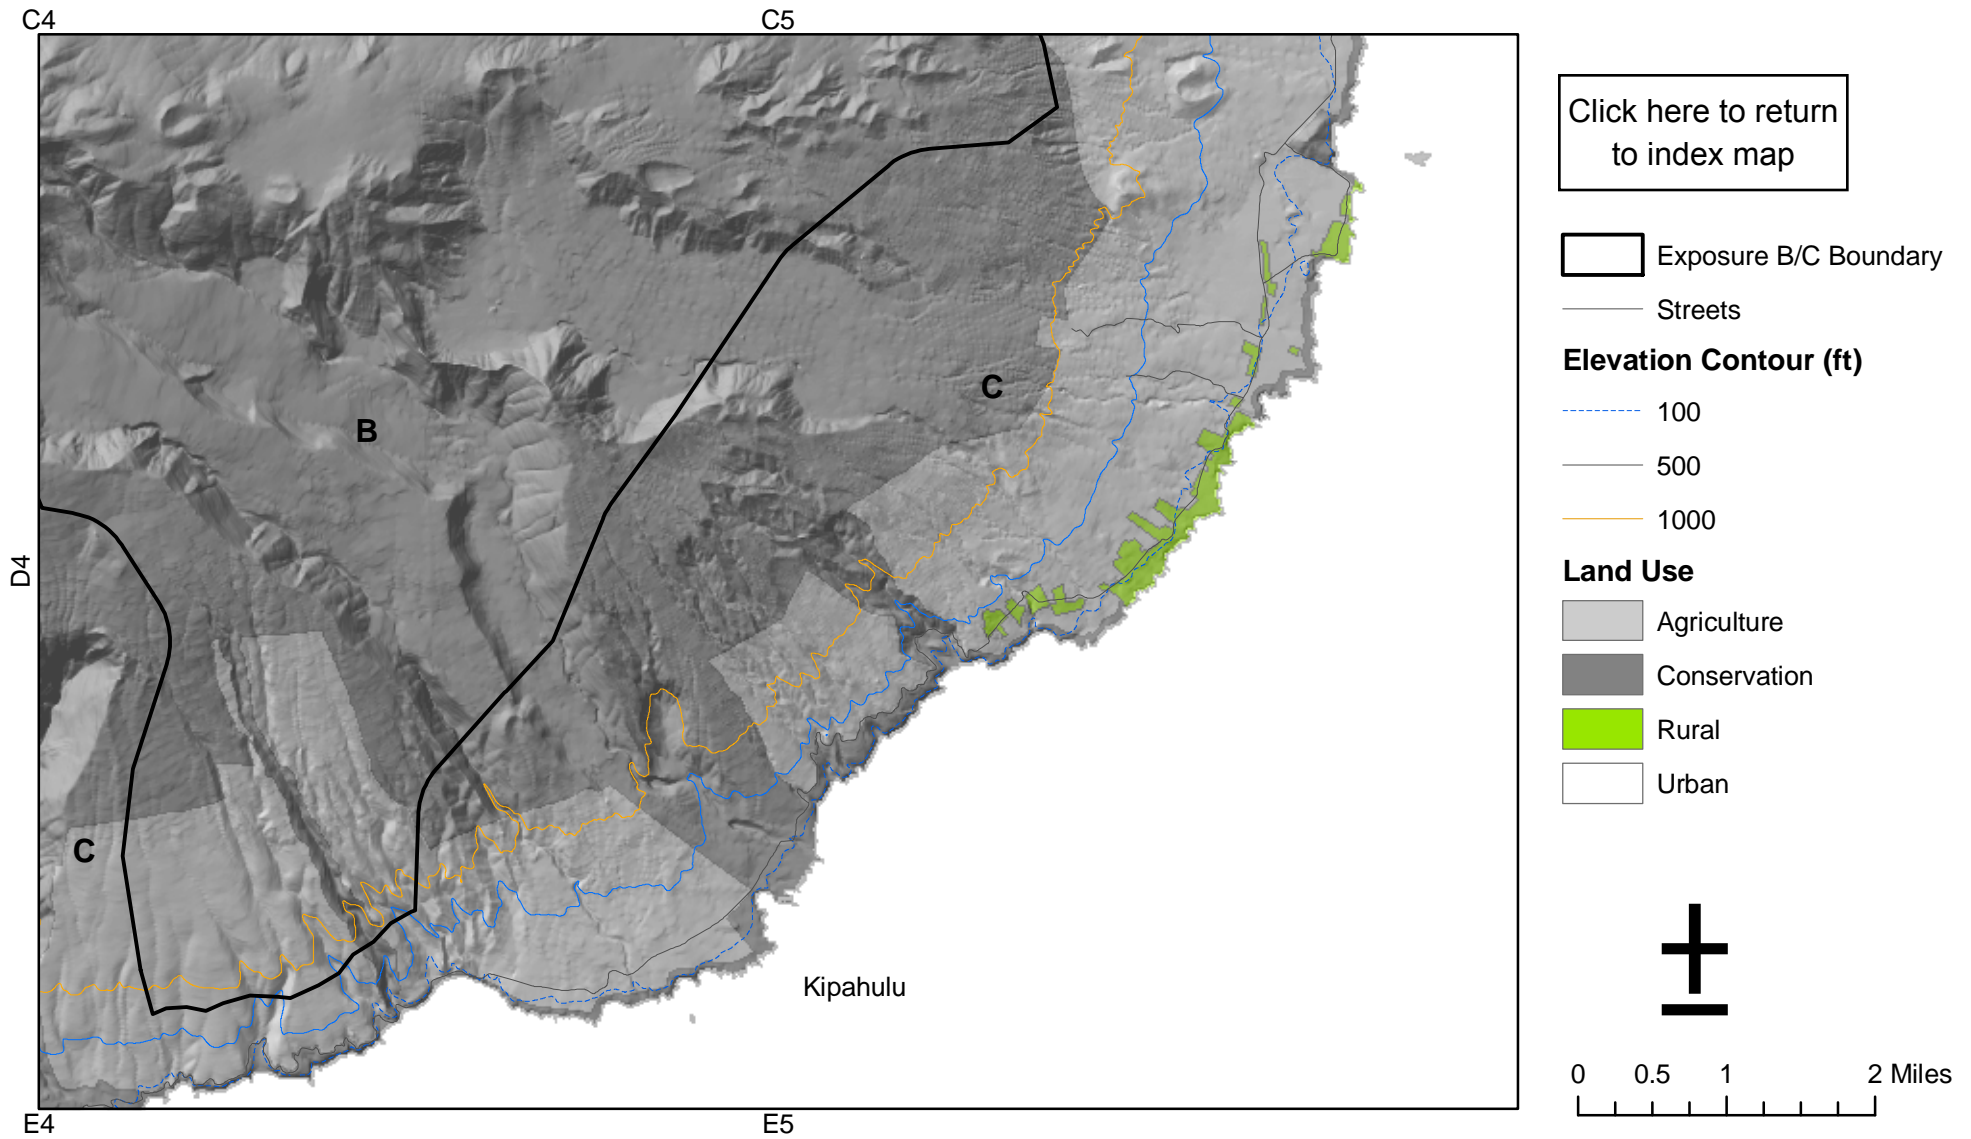 C4
C5
B
C
C
D4
Kipahulu
E4
E5
Click here to return
to index map
Exposure B/C Boundary
Streets
Elevation Contour (ft)
100
500
1000
Land Use
Agriculture
Conservation
Rural
Urban
0 0.5 1 2 Miles